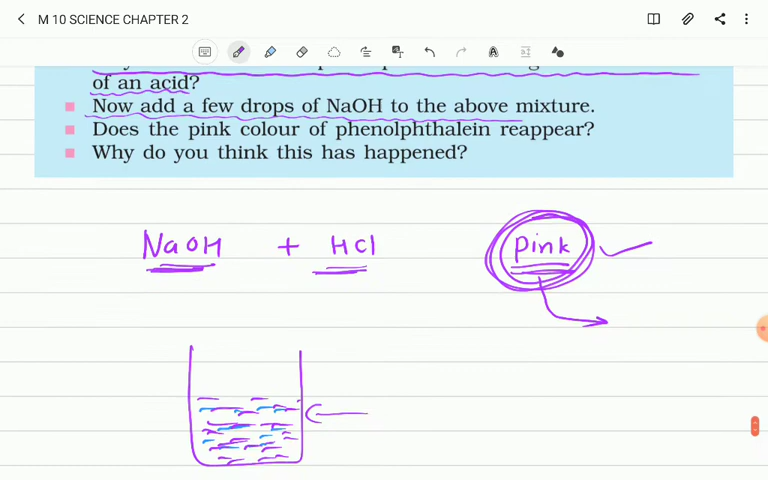 M 10 SCIENCE CHAPTER 2
of an acid?
Now add a few drops of NaOH to the above mixture.
Does the pink colour of phenolphthalein reappear?
Why do you think this has happened?
NaOH + HCl pink